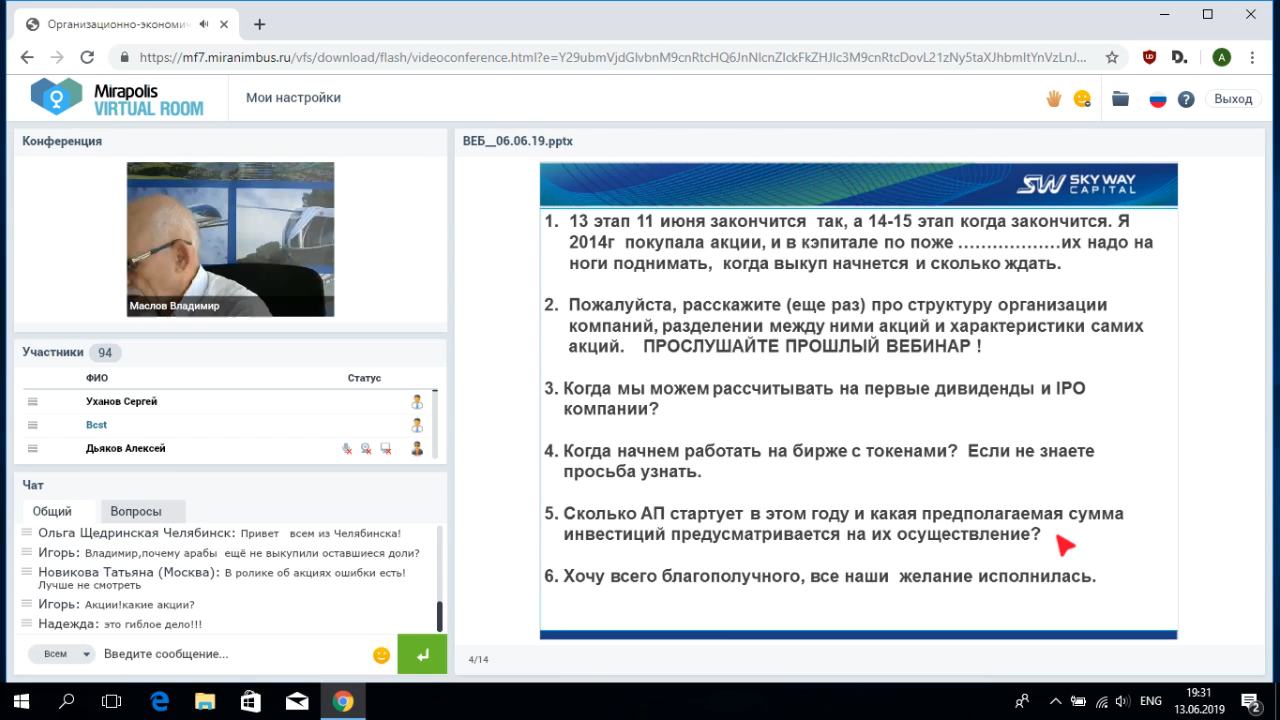 Организационно-экономич
https://mf7.miranimbus.ru/vfs/download/flash/videoconference.html?e=Y29ubmVjdGlvbnM9cnRtcHQ6JnNlcnZlckFkZHJlc3M9cnRtcDovL21zNy5taXJhbmltYnVzLnJ...
Mirapolis
VIRTUAL ROOM
Мои настройки
Выход
Конференция
Маслов Владимир
Участники 94
ФИО Статус
Уханов Сергей
Bcst
Дьяков Алексей
Чат
Общий Вопросы
Ольга Щедринская Челябинск: Привет всем из Челябинска!
Игорь: Владимир,почему арабы ещё не выкупили оставшиеся доли?
Новикова Татьяна (Москва): В ролике об акциях ошибки есть!
Лучше не смотреть
Игорь: Акции!какие акции?
Надежда: это гиблое дело!!!
Всем Введите сообщение...
ВЕБ__06.06.19.pptx
SW SKY WAY
CAPITAL
1. 13 этап 11 июня закончится так, а 14-15 этап когда закончится. Я
2014г покупала акции, и в кэпитале по поже ………………их надо на
ноги поднимать, когда выкуп начнется и сколько ждать.
2. Пожалуйста, расскажите (еще раз) про структуру организации
компаний, разделении между ними акций и характеристики самих
акций. ПРОСЛУШАЙТЕ ПРОШЛЫЙ ВЕБИНАР !
3. Когда мы можем рассчитывать на первые дивиденды и IPO
компании?
4. Когда начнем работать на бирже с токенами? Если не знаете
просьба узнать.
5. Сколько АП стартует в этом году и какая предполагаемая сумма
инвестиций предусматривается на их осуществление?
6. Хочу всего благополучного, все наши желание исполнилась.
4/14
ENG
19:31
13.06.2019
2